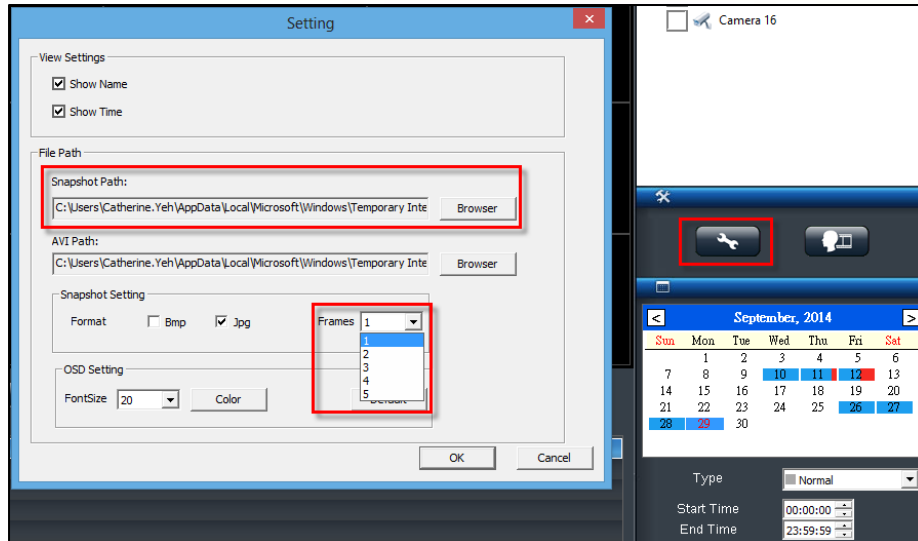 Setting
View Settings
Show Name
Show Time
File Path
Snapshot Path:
C:\Users\Catherine.Yeh\AppData\Local\Microsoft\Windows\Temporary Inte Browser
AVI Path:
C:\Users\Catherine.Yeh\AppData\Local\Microsoft\Windows\Temporary Inte Browser
Snapshot Setting
Format Bmp Jpg Frames 1
1
2
3
4
5
OSD Setting
FontSize 20 Color Default
OK Cancel
Camera 16
< September, 2014 >
Sun Mon Tue Wed Thu Fri Sat
1 2 3 4 5 6
7 8 9 10 11 12 13
14 15 16 17 18 19 20
21 22 23 24 25 26 27
28 29 30
Type Normal
Start Time 00:00:00
End Time 23:59:59